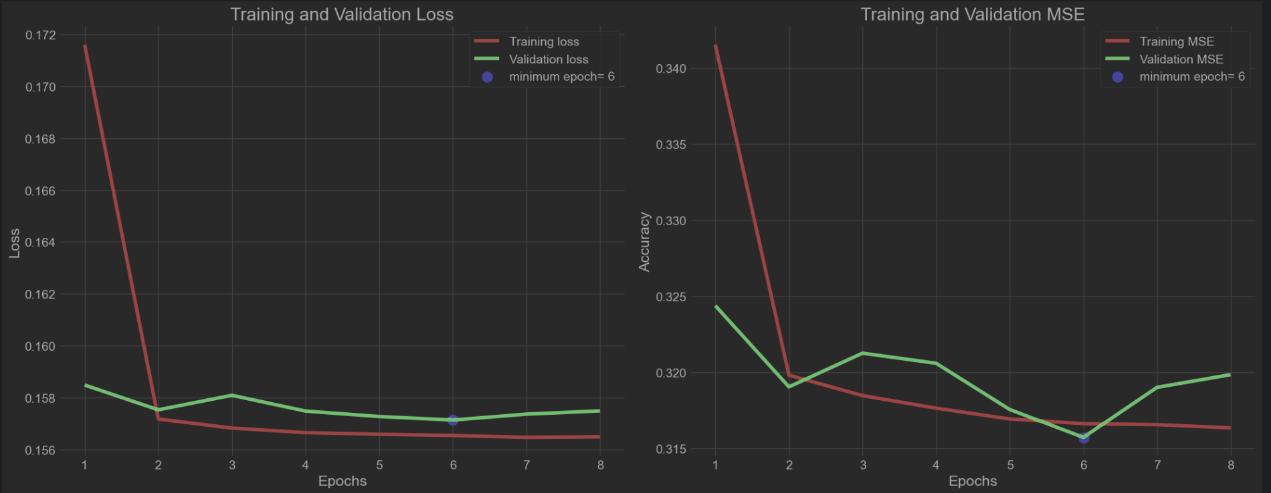 Training and Validation Loss
Training loss
Validation loss
minimum epoch= 6
0.172
0.170
0.168
0.166
0.164
0.162
0.160
0.158
0.156
Loss
1 2 3 4 5 6 7 8
Epochs
Training and Validation MSE
Training MSE
Validation MSE
minimum epoch= 6
0.340
0.335
0.330
0.325
0.320
0.315
Accuracy
1 2 3 4 5 6 7 8
Epochs